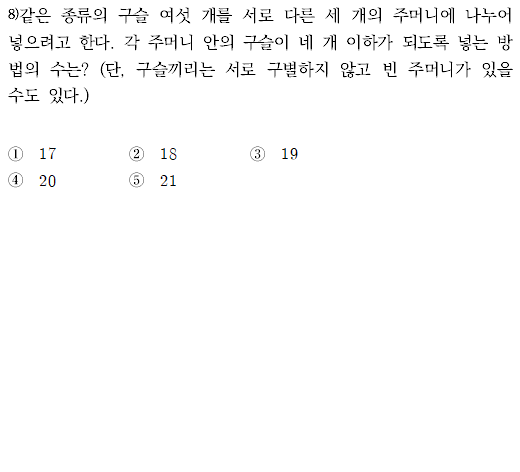 8)같은 종류의 구슬 여섯 개를 서로 다른 세 개의 주머니에 나누어
넣으려고 한다. 각 주머니 안의 구슬이 네 개 이하가 되도록 넣는 방
법의 수는? (단, 구슬끼리는 서로 구별하지 않고 빈 주머니가 있을
수도 있다.)
① 17 ② 18 ③ 19
④ 20 ⑤ 21